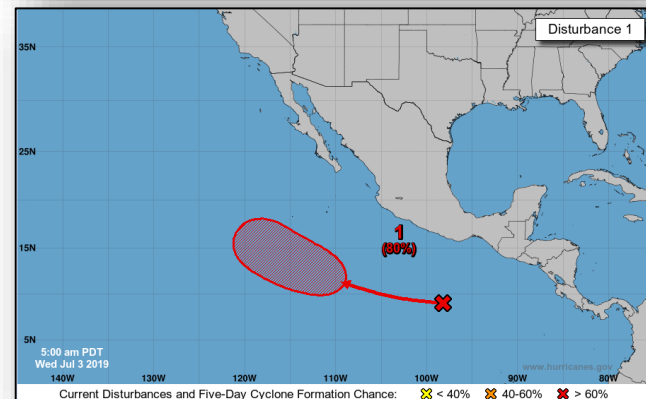 Disturbance 1
35N
25N
1
(80%)
15N
5N
5:00 am PDT
Wed Jul 3 2019
www.hurricanes.gov
140W 130W 120W 110W 100W 90W 80W
Current Disturbances and Five-Day Cyclone Formation Chance: < 40% 40-60% > 60%